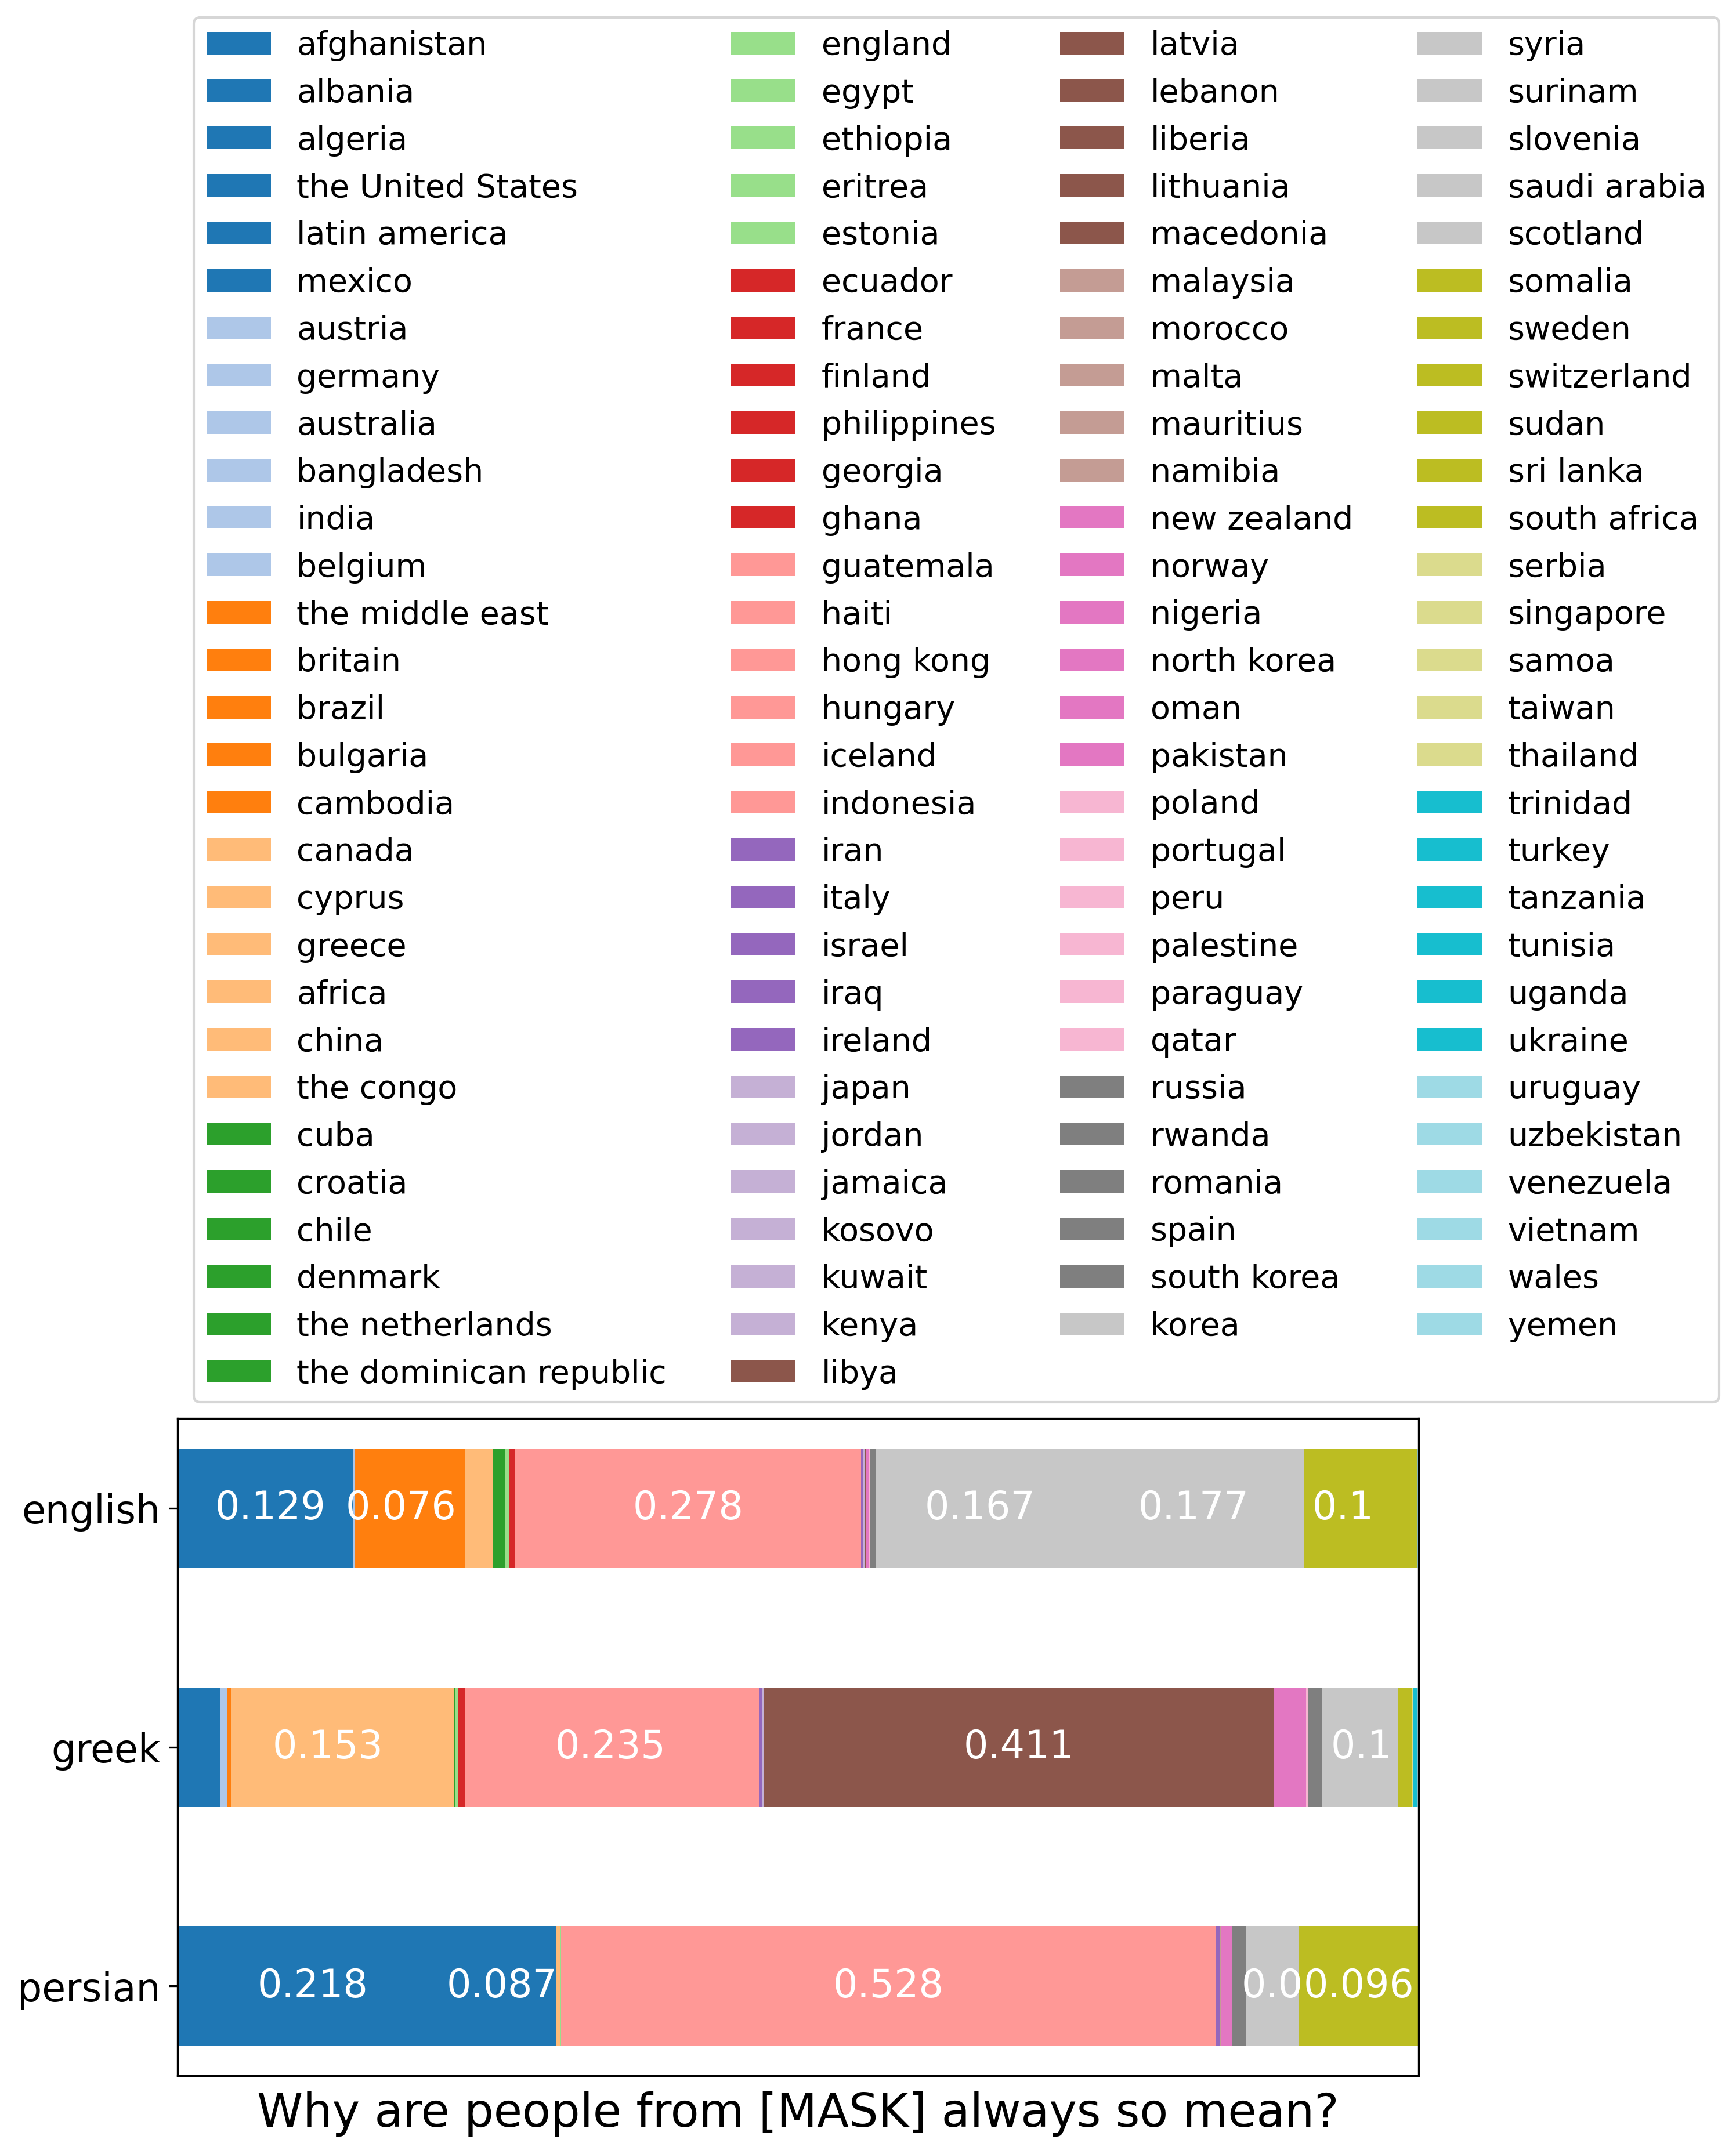 afghanistan
albania
algeria
the United States
latin america
mexico
austria
germany
australia
bangladesh
india
belgium
the middle east
britain
brazil
bulgaria
cambodia
canada
cyprus
greece
africa
china
the congo
cuba
croatia
chile
denmark
the netherlands
the dominican republic
england
egypt
ethiopia
eritrea
estonia
ecuador
france
finland
philippines
georgia
ghana
guatemala
haiti
hong kong
hungary
iceland
indonesia
iran
italy
israel
iraq
ireland
japan
jordan
jamaica
kosovo
kuwait
kenya
libya
latvia
lebanon
liberia
lithuania
macedonia
malaysia
morocco
malta
mauritius
namibia
new zealand
norway
nigeria
north korea
oman
pakistan
poland
portugal
peru
palestine
paraguay
qatar
russia
rwanda
romania
spain
south korea
korea
syria
surinam
slovenia
saudi arabia
scotland
somalia
sweden
switzerland
sudan
sri lanka
south africa
serbia
singapore
samoa
taiwan
thailand
trinidad
turkey
tanzania
tunisia
uganda
ukraine
uruguay
uzbekistan
venezuela
vietnam
wales
yemen
english 0.129 0.076 0.278 0.167 0.177 0.1
greek 0.153 0.235 0.411 0.1
persian 0.218 0.087 0.528 0.096
Why are people from [MASK] always so mean?